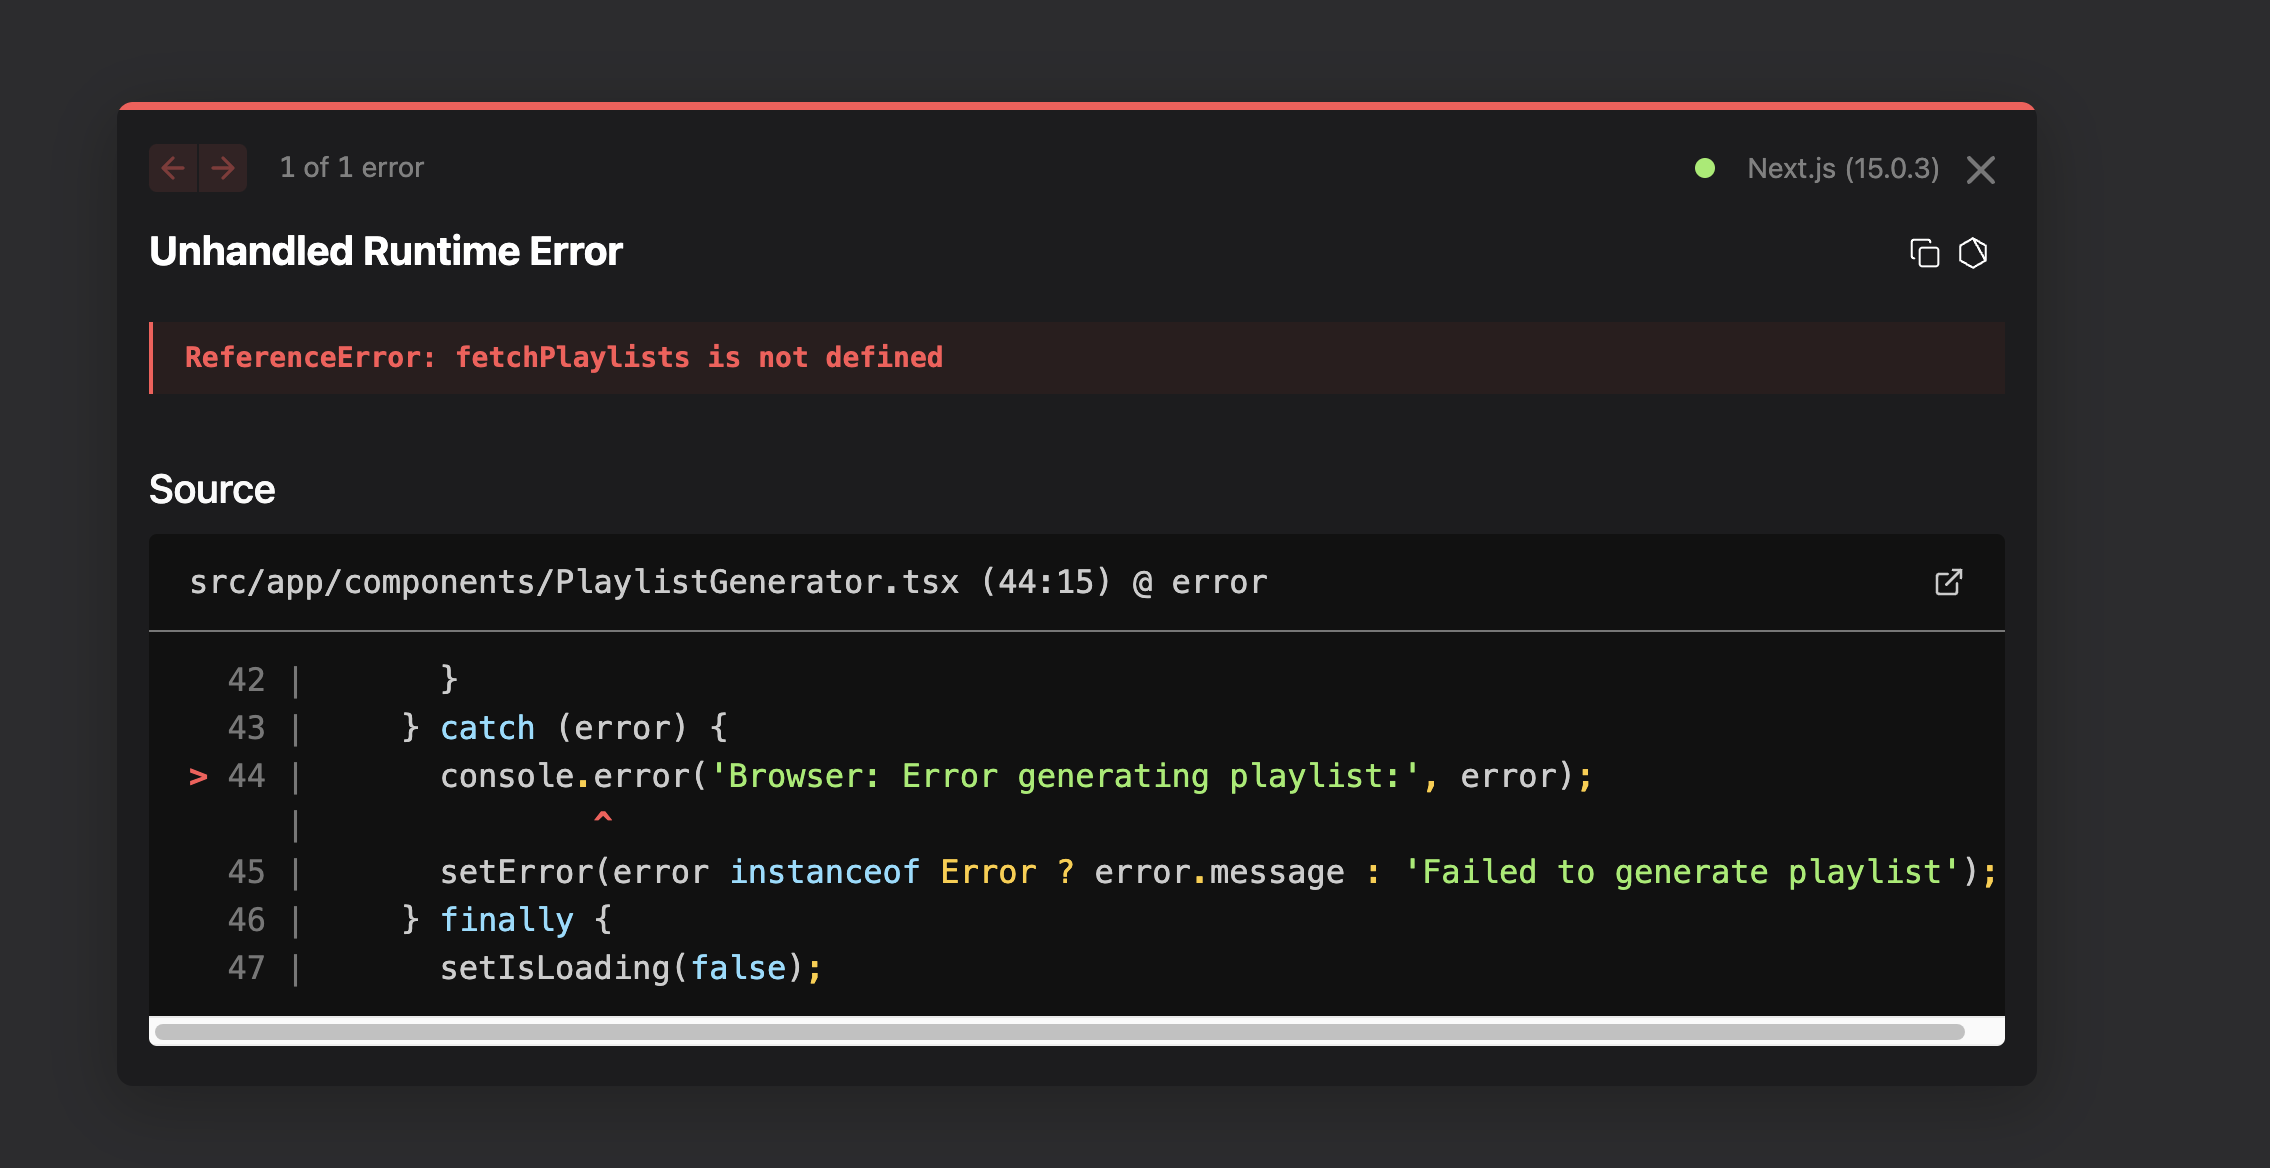 1 of 1 error
Next.js (15.0.3)
Unhandled Runtime Error
ReferenceError: fetchPlaylists is not defined
Source
src/app/components/PlaylistGenerator.tsx (44:15) @ error
42 |       }
43 |     } catch (error) {
> 44 |       console.error('Browser: Error generating playlist:', error);
|               ^
45 |       setError(error instanceof Error ? error.message : 'Failed to generate playlist');
46 |     } finally {
47 |       setIsLoading(false);